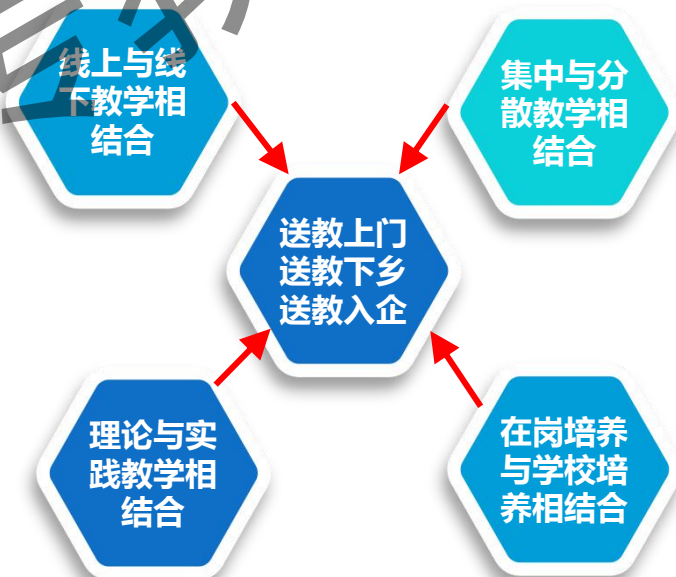 线上与线
下教学相
结合
集中与分
散教学相
结合
送教上门
送教下乡
送教入企
理论与实
践教学相
结合
在岗培养
与学校培
养相结合